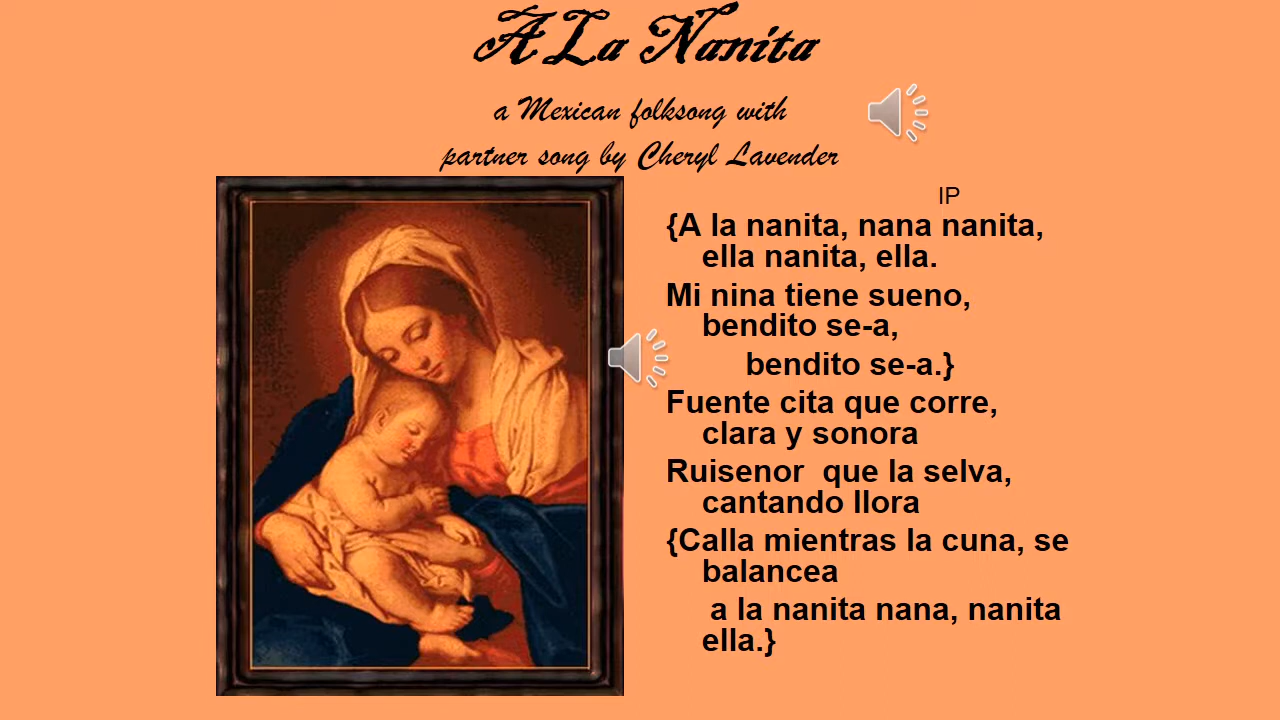 A La Nanita
a Mexican folksong with
partner song by Cheryl Lavender
IP
{A la nanita, nana nanita,
ella nanita, ella.
Mi nina tiene sueno,
bendito se-a,
bendito se-a.}
Fuente cita que corre,
clara y sonora
Ruisenor  que la selva,
cantando llora
{Calla mientras la cuna, se
balancea
a la nanita nana, nanita
ella.}